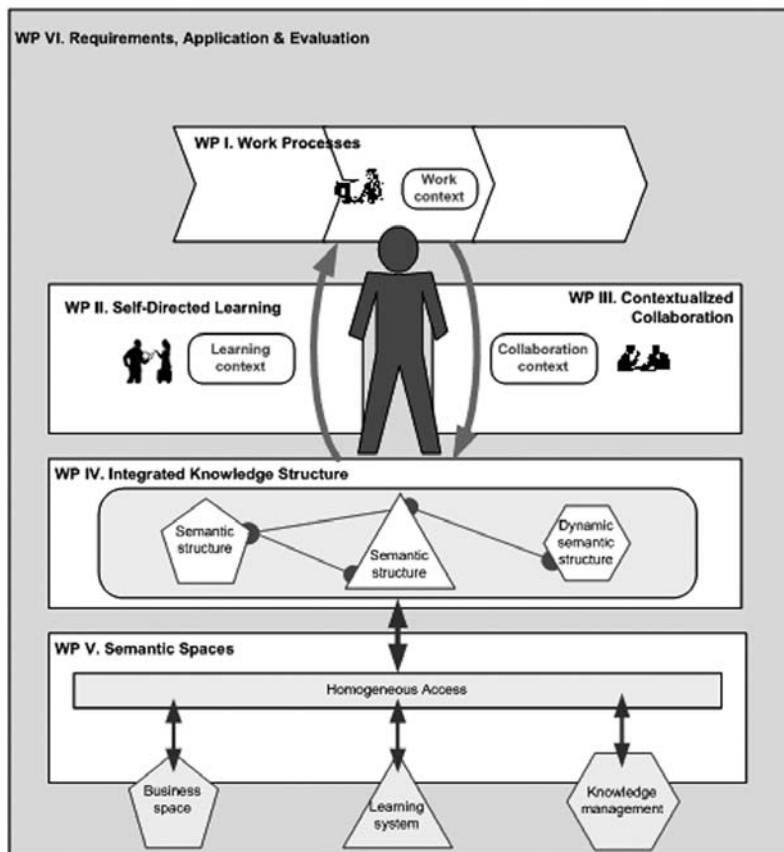 WP VI. Requirements, Application & Evaluation
WP I. Work Processes
Work
context
WP II. Self-Directed Learning
WP III. Contextualized
Collaboration
Learning
context
Collaboration
context
WP IV. Integrated Knowledge Structure
Semantic
structure
Semantic
structure
Dynamic
semantic
structure
WP V. Semantic Spaces
Homogeneous Access
Business
space
Learning
system
Knowledge
management